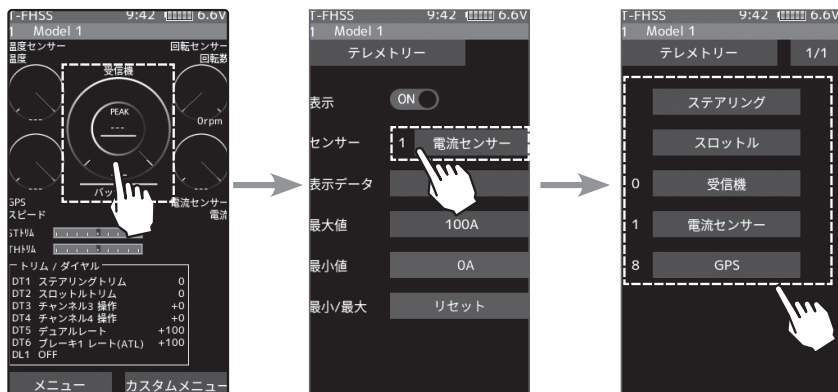 T-FHSS 9:42 6.6V
1 Model 1
温度センサー
温度
回転センサー
回転数
受信機
PEAK
---
---
0rpm
---
---
バッ
GPS
スピード
電流センサー
電流
STトリム
THトリム
トリム / ダイヤル
DT1 ステアリングトリム 0
DT2 スロットルトリム 0
DT3 チャンネル3 操作 +0
DT4 チャンネル4 操作 +0
DT5 デュアルレート +100
DT6 ブレーキ1 レート(ATL) +100
DL1 OFF
メニュー カスタムメニュー
T-FHSS 9:42 6.6V
1 Model 1
テレメトリー
表示 ON
センサー 1 電流センサー
表示データ
最大値 100A
最小値 0A
最小/最大 リセット
T-FHSS 9:42 6.6V
1 Model 1
テレメトリー 1/1
ステアリング
スロットル
0 受信機
1 電流センサー
8 GPS